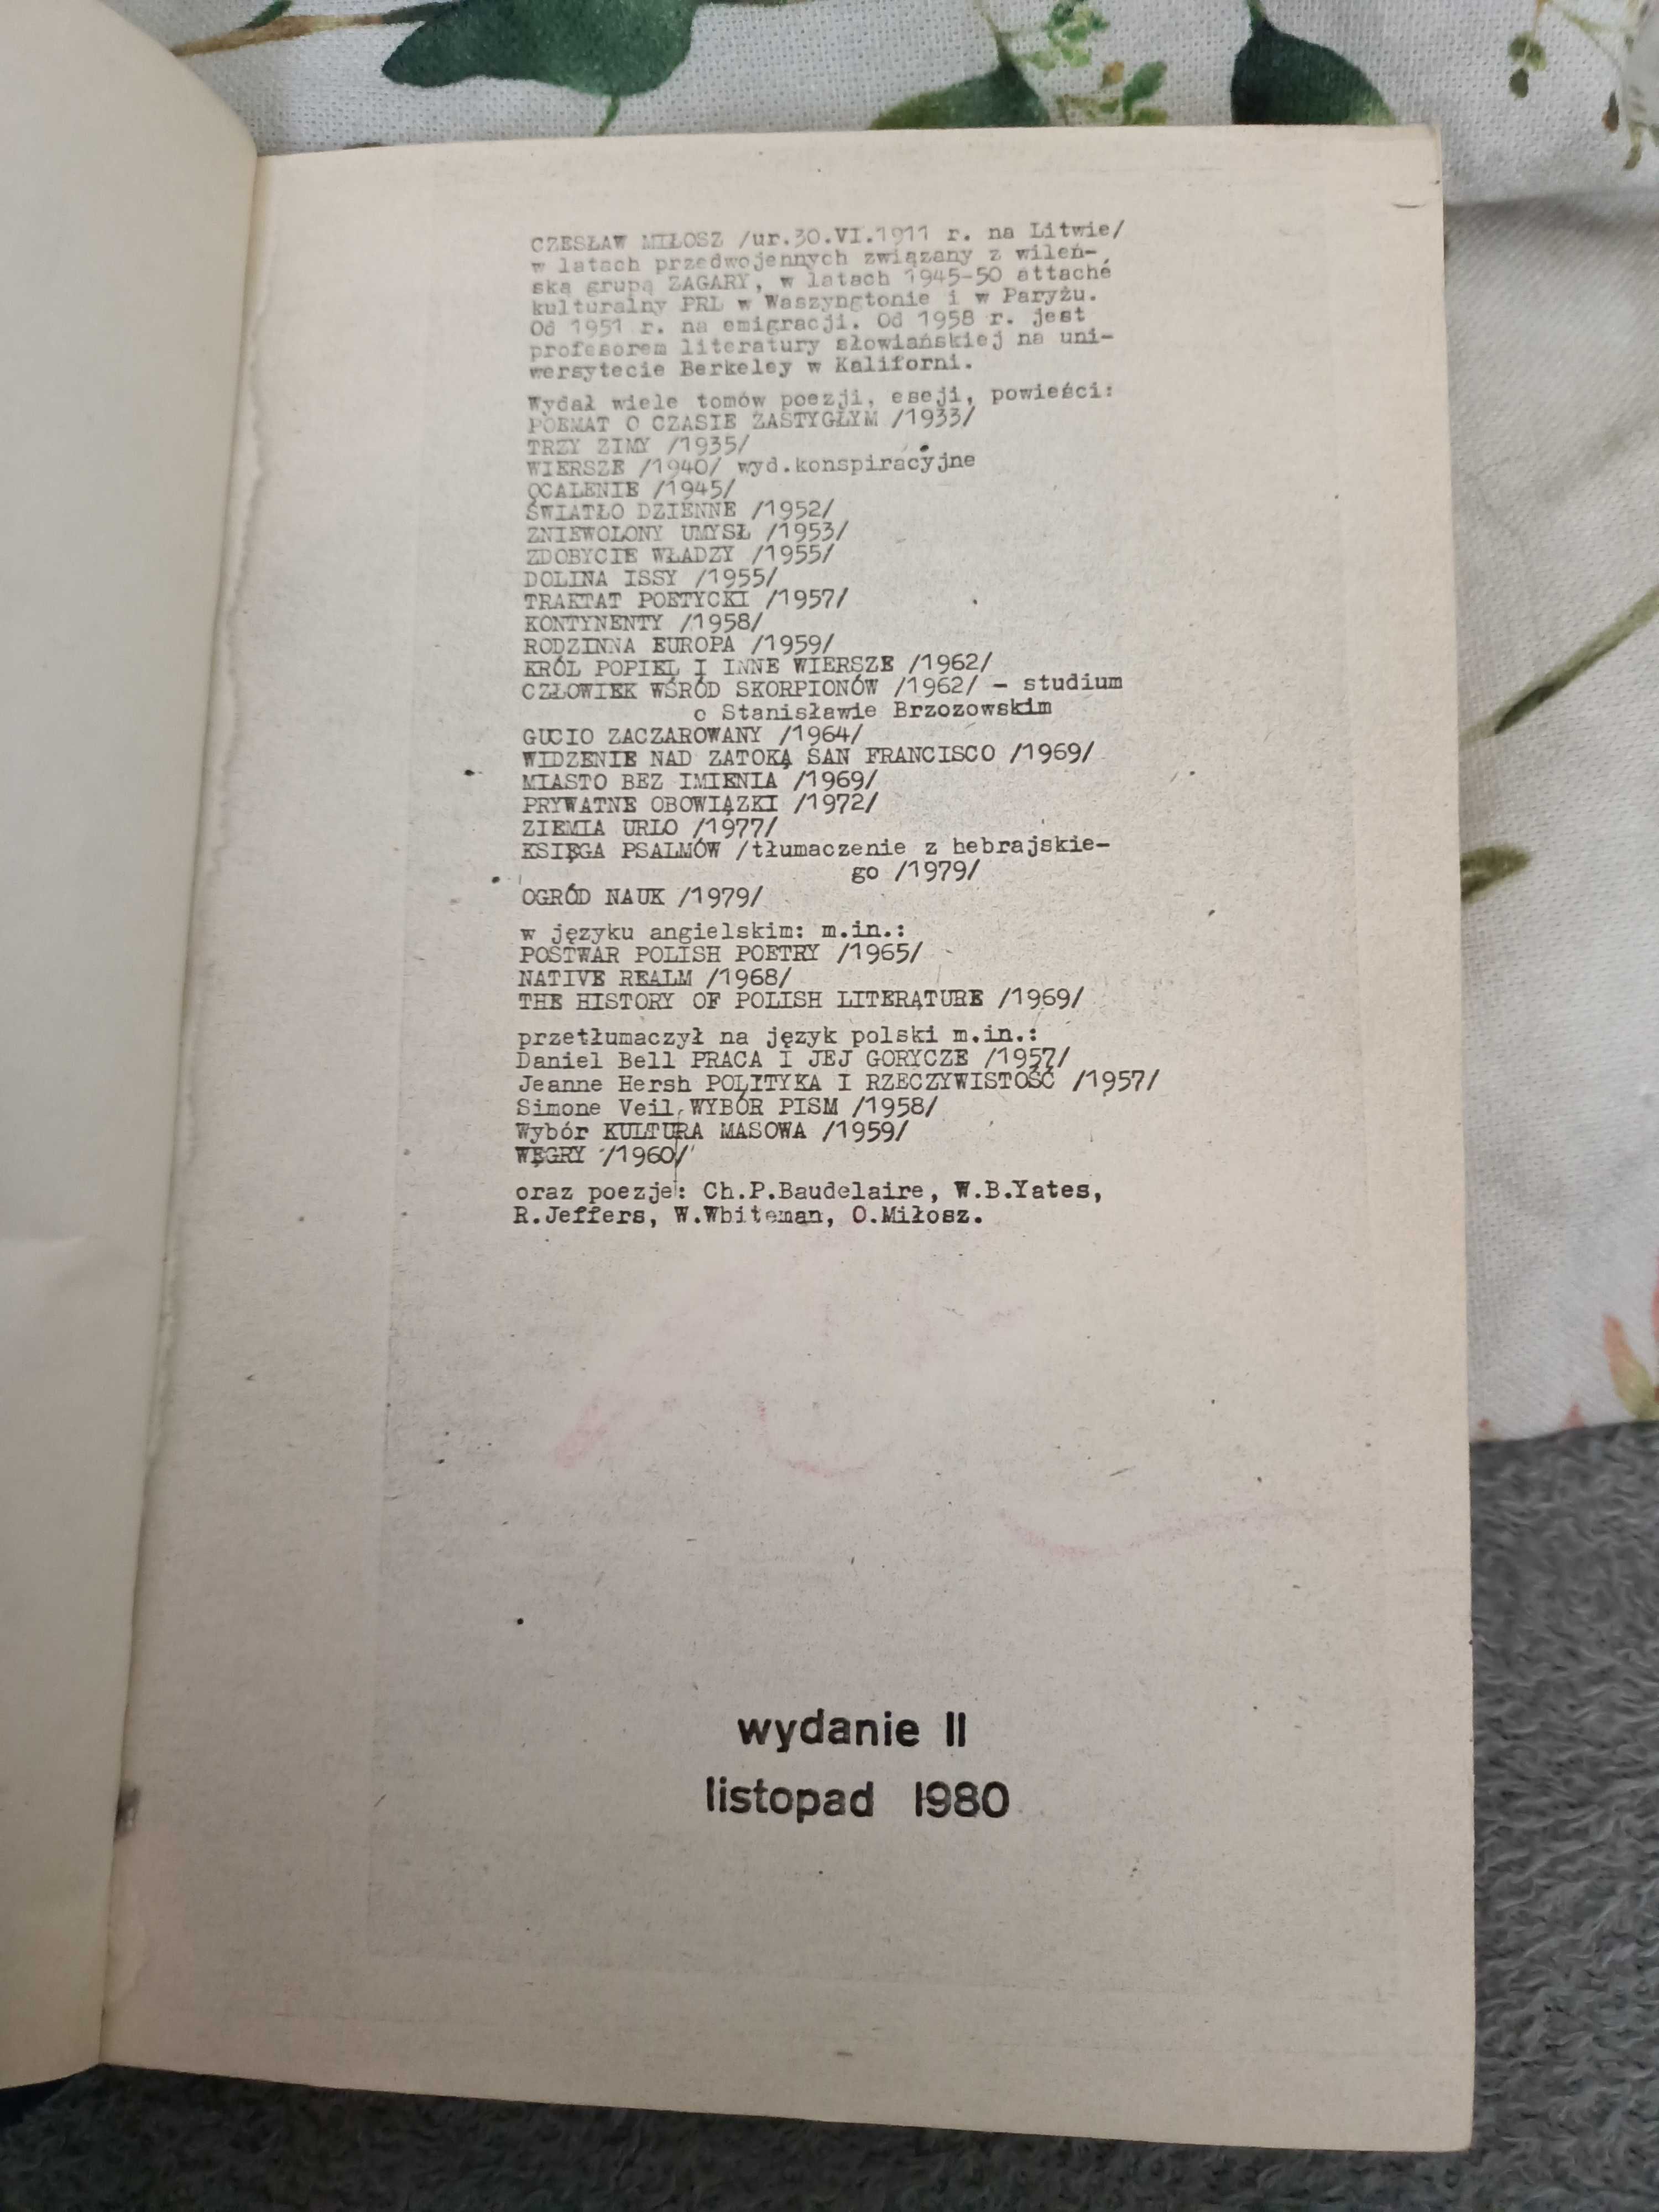 CZESŁAW MIŁOSZ /ur.30.VI.1911 r. na Litwie/
w latach przedwojennych związany z wileń-
ską grupą ŻAGARY, w latach 1945-50 attaché
kulturalny PRL w Waszyngtonie i w Paryżu.
Od 1951 r. na emigracji. Od 1958 r. jest
profesorem literatury słowiańskiej na uni-
wersytecie Berkeley w Kaliforni.
Wydał wiele tomów poezji, eseji, powieści:
POEMAT O CZASIE ZASTYGŁYM /1933/
TRZY ZIMY /1935/
WIERSZE /1940/ wyd.konspiracyjne
OCALENIE /1945/
ŚWIATŁO DZIENNE /1952/
ZNIEWOLONY UMYSŁ /1953/
ZDOBYCIE WŁADZY /1955/
DOLINA ISSY /1955/
TRAKTAT POETYCKI /1957/
KONTYNENTY /1958/
RODZINNA EUROPA /1959/
KRÓL POPIEL I INNE WIERSZE /1962/
CZŁOWIEK WŚRÓD SKORPIONÓW /1962/ - studium
o Stanisławie Brzozowskim
GUCIO ZACZAROWANY /1964/
WIDZENIE NAD ZATOKĄ SAN FRANCISCO /1969/
MIASTO BEZ IMIENIA /1969/
PRYWATNE OBOWIĄZKI /1972/
ZIEMIA URLO /1977/
KSIĘGA PSALMÓW /tłumaczenie z hebrajskie-
go /1979/
OGRÓD NAUK /1979/
w języku angielskim: m.in.:
POSTWAR POLISH POETRY /1965/
NATIVE REALM /1968/
THE HISTORY OF POLISH LITERATURE /1969/
przetłumaczył na język polski m.in.:
Daniel Bell PRACA I JEJ GORYCZE /1957/
Jeanne Hersh POLITYKA I RZECZYWISTOŚĆ /1957/
Simone Veil WYBÓR PISM /1958/
Wybór KULTURA MASOWA /1959/
WĘGRY /1960/
oraz poezje: Ch.P.Baudelaire, W.B.Yates,
R.Jeffers, W.Wbiteman, O.Miłosz.
wydanie II
listopad 1980